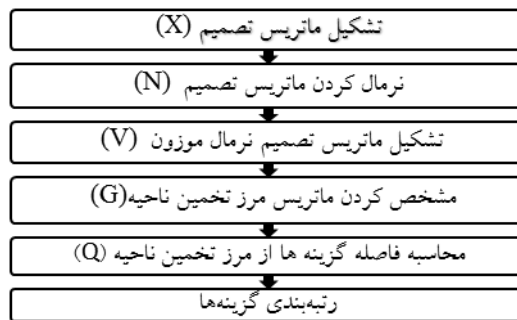 تشکیل ماتریس تصمیم (X)
نرمال کردن ماتریس تصمیم (N)
تشکیل ماتریس تصمیم نرمال موزون (V)
مشخص کردن ماتریس مرز تخمین ناحیه(G)
محاسبه فاصله گزینه ها از مرز تخمین ناحیه (Q)
رتبه‌بندی گزینه‌ها